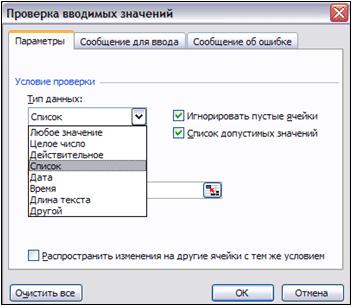 Проверка вводимых значений
Параметры
Сообщение для ввода
Сообщение об ошибке
Условие проверки
Тип данных:
Список
Игнорировать пустые ячейки
Список допустимых значений
Любое значение
Целое число
Действительное
Список
Дата
Время
Длина текста
Другой
Распространить изменения на другие ячейки с тем же условием
Очистить все
ОК
Отмена